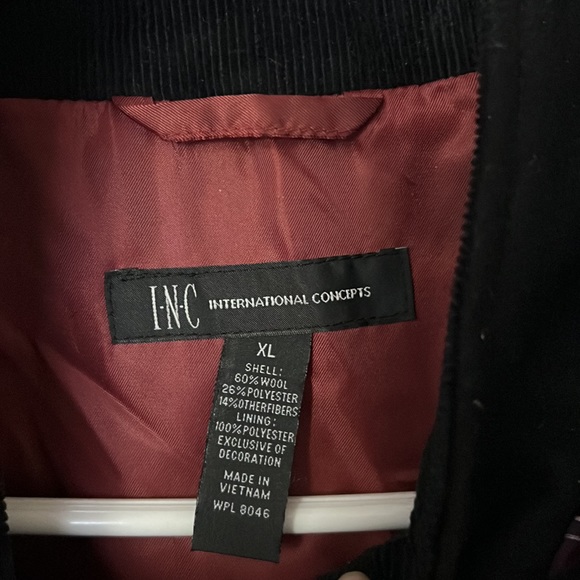 I·N·C INTERNATIONAL CONCEPTS
XL
SHELL:
60%WOOL
26%POLYESTER
14%OTHERFIBERS
LINING:
100%POLYESTER
EXCLUSIVE OF
DECORATION
MADE IN
VIETNAM
WPL 8046